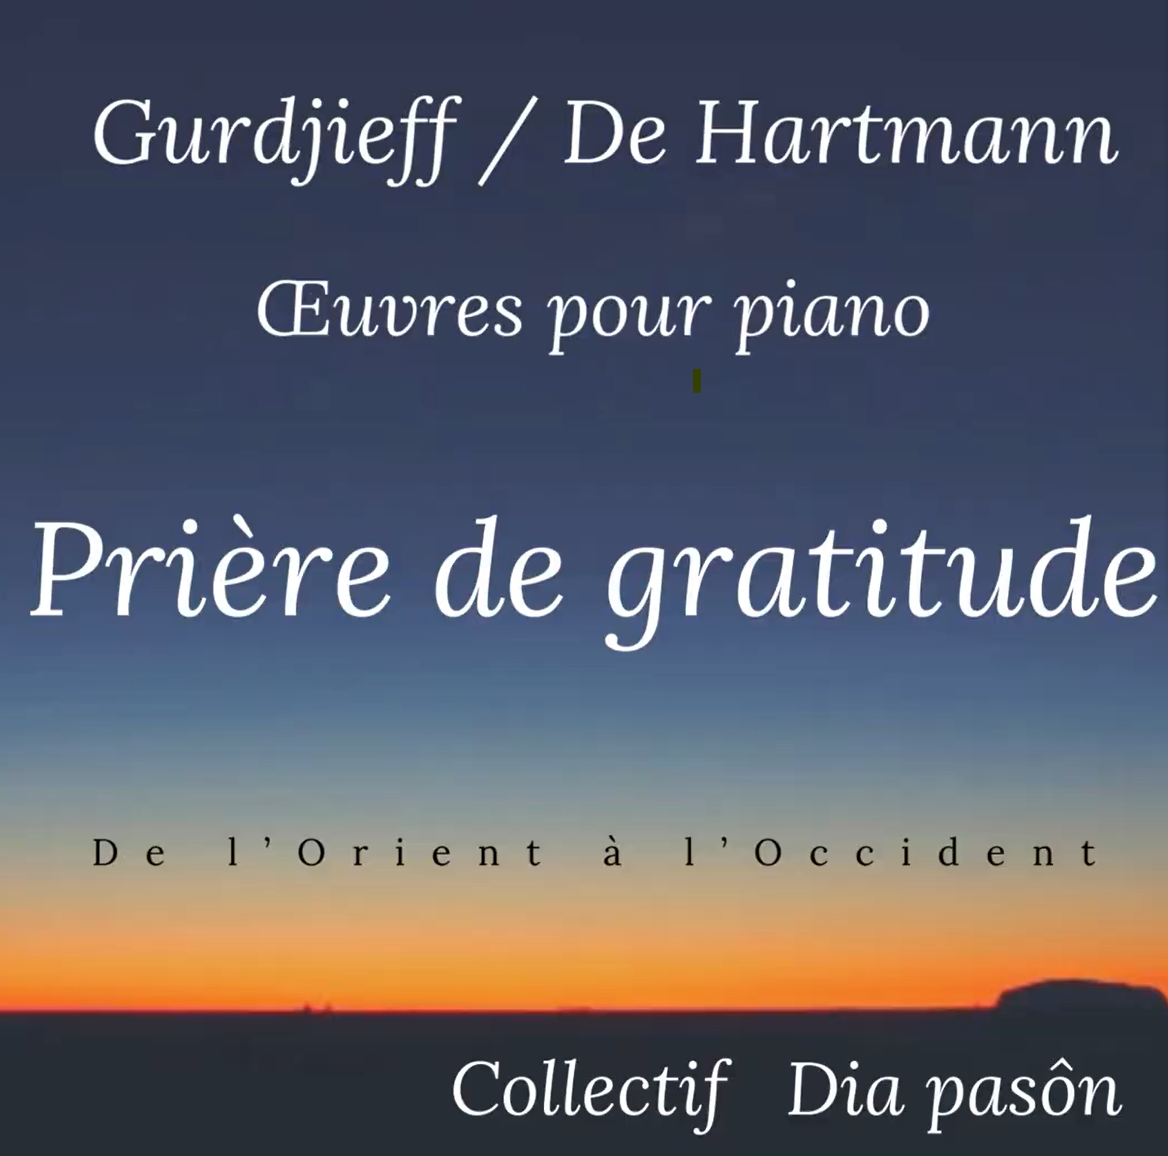 Gurdjieff / De Hartmann
Œuvres pour piano
Prière de gratitude
De l’Orient à l’Occident
Collectif Dia pasôn